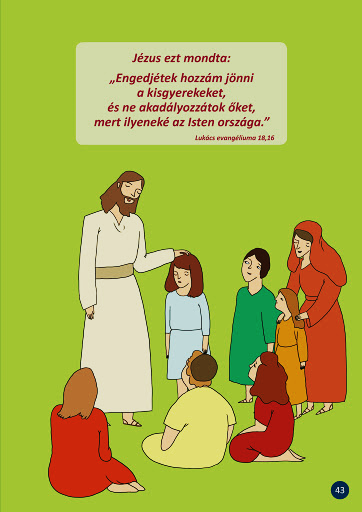 Jézus ezt mondta:
„Engedjétek hozzám jönni
a kisgyerekeket,
és ne akadályozzátok őket,
mert ilyeneké az Isten országa.”
Lukács evangéliuma 18,16
43